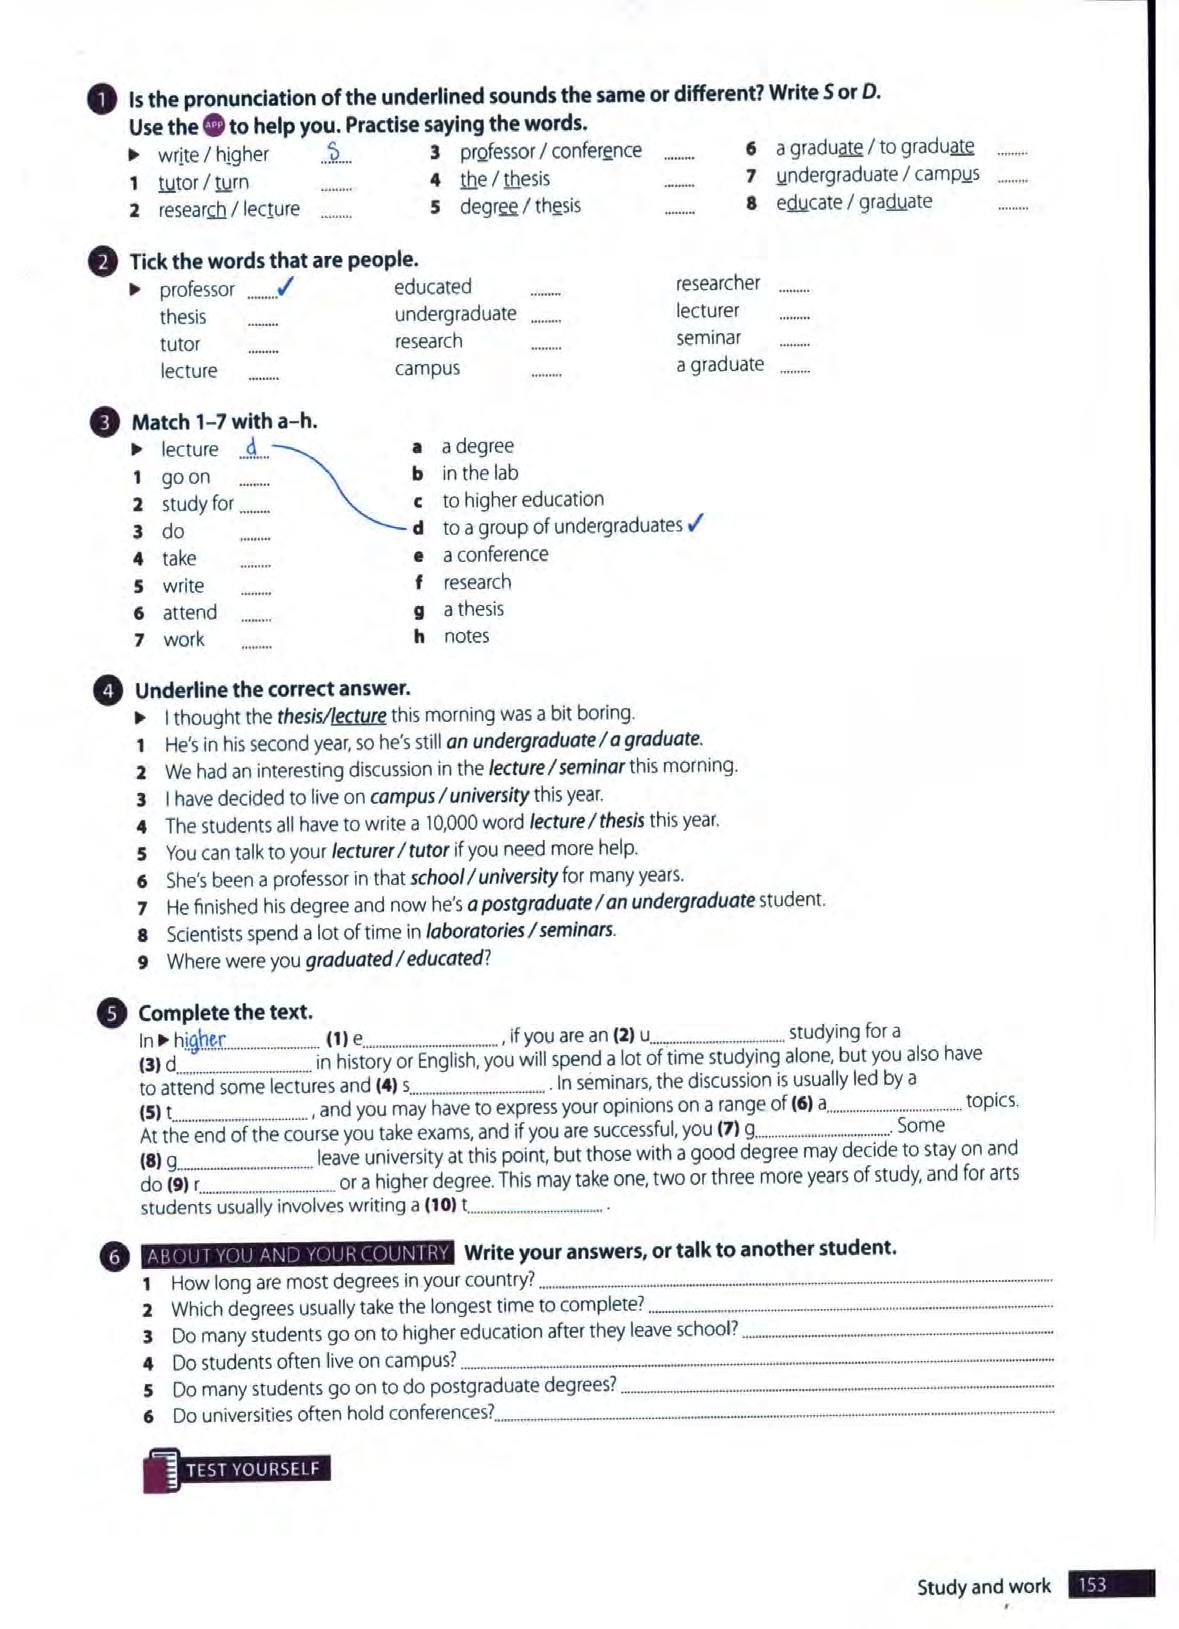 1 Is the pronunciation of the underlined sounds the same or different? Write S or D.
Use the APP to help you. Practise saying the words.
▶ write / higher ...S...
1 tutor / turn .........
2 research / lecture .........
3 professor / conference .........
4 the / thesis .........
5 degree / thesis .........
6 a graduate / to graduate .........
7 undergraduate / campus .........
8 educate / graduate .........
2 Tick the words that are people.
▶ professor ........✓
thesis .........
tutor .........
lecture .........
educated .........
undergraduate .........
research .........
campus .........
researcher .........
lecturer .........
seminar .........
a graduate .........
3 Match 1–7 with a–h.
▶ lecture ...d...
1 go on .........
2 study for .........
3 do .........
4 take .........
5 write .........
6 attend .........
7 work .........
a a degree
b in the lab
c to higher education
d to a group of undergraduates ✓
e a conference
f research
g a thesis
h notes
4 Underline the correct answer.
▶ I thought the thesis/lecture this morning was a bit boring.
1 He's in his second year, so he's still an undergraduate / a graduate.
2 We had an interesting discussion in the lecture / seminar this morning.
3 I have decided to live on campus / university this year.
4 The students all have to write a 10,000 word lecture / thesis this year.
5 You can talk to your lecturer / tutor if you need more help.
6 She's been a professor in that school / university for many years.
7 He finished his degree and now he's a postgraduate / an undergraduate student.
8 Scientists spend a lot of time in laboratories / seminars.
9 Where were you graduated / educated?
5 Complete the text.
In ▶ higher.................... (1) e.............................., if you are an (2) u.............................. studying for a
(3) d.............................. in history or English, you will spend a lot of time studying alone, but you also have
to attend some lectures and (4) s.............................. . In seminars, the discussion is usually led by a
(5) t.............................. , and you may have to express your opinions on a range of (6) a.............................. topics.
At the end of the course you take exams, and if you are successful, you (7) g.............................. . Some
(8) g.............................. leave university at this point, but those with a good degree may decide to stay on and
do (9) r.............................. or a higher degree. This may take one, two or three more years of study, and for arts
students usually involves writing a (10) t.............................. .
6 ABOUT YOU AND YOUR COUNTRY Write your answers, or talk to another student.
1 How long are most degrees in your country? ..............................
2 Which degrees usually take the longest time to complete? ..............................
3 Do many students go on to higher education after they leave school? ..............................
4 Do students often live on campus? ..............................
5 Do many students go on to do postgraduate degrees? ..............................
6 Do universities often hold conferences? ..............................
TEST YOURSELF
Study and work 153